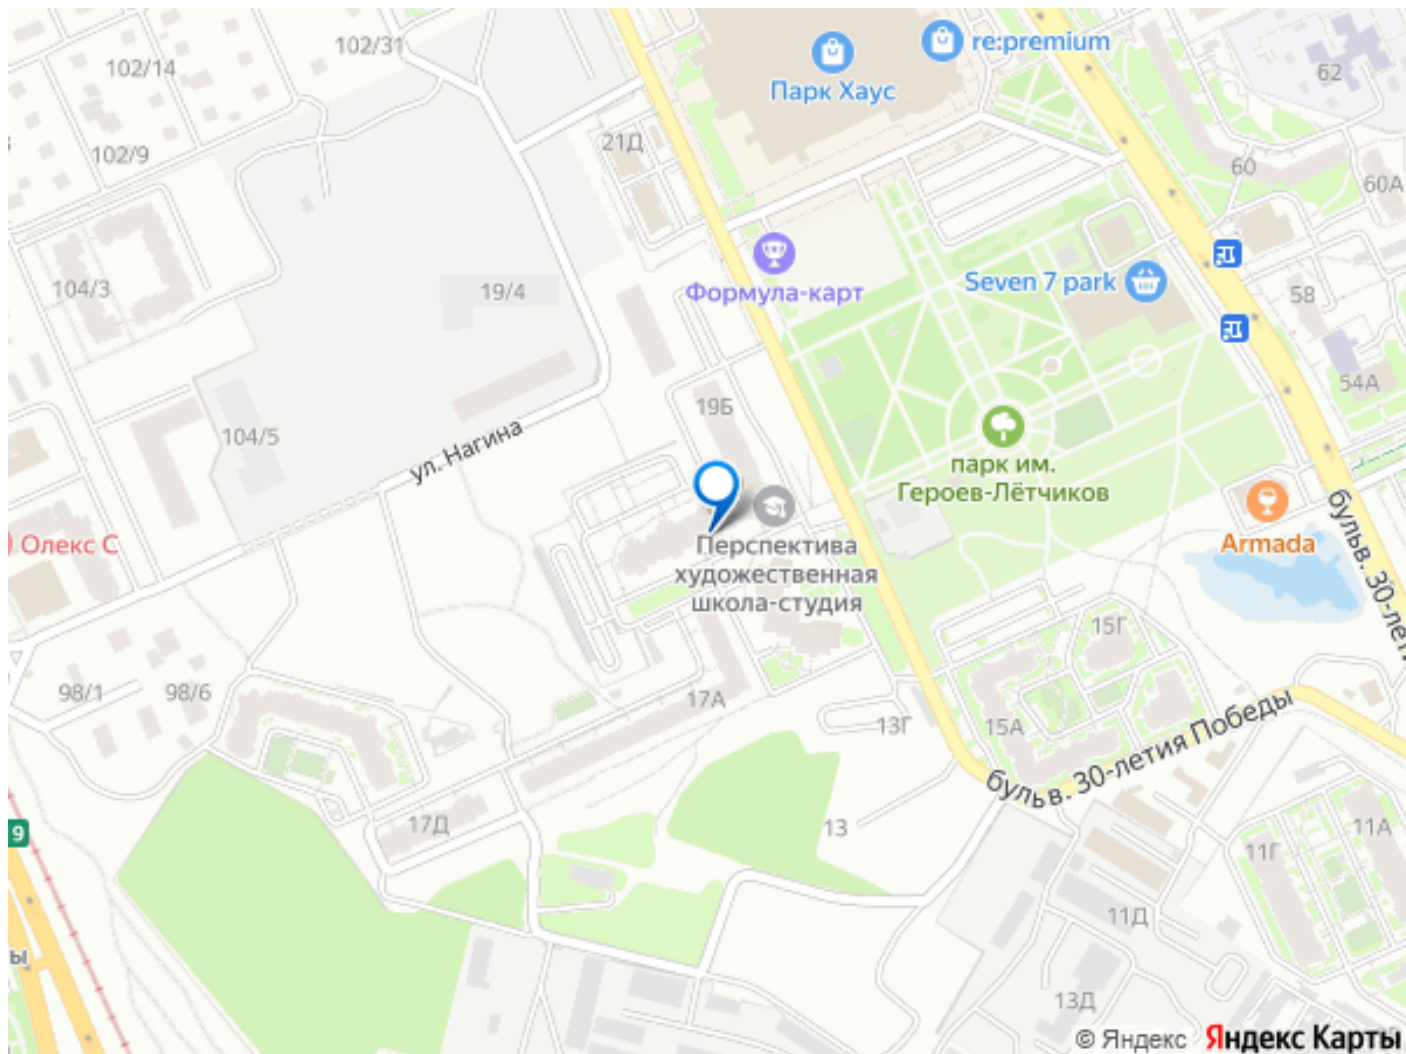 102/31
re:premium
102/14
Парк Хаус
62
102/9
21Д
60
60А
104/3
19/4
Seven 7 park
Формула-карт
58
54А
19Б
104/5
ул. Нагина
парк им.
Героев-Лётчиков
Олекс С
Перспектива
художественная
школа-студия
Armada
бульв. 30-лети
15Г
98/1
98/6
17А
13Г
15А
бульв. 30-летия Победы
17Д
13
9
11А
11Г
11Д
ы
13Д
© Яндекс Яндекс Карты